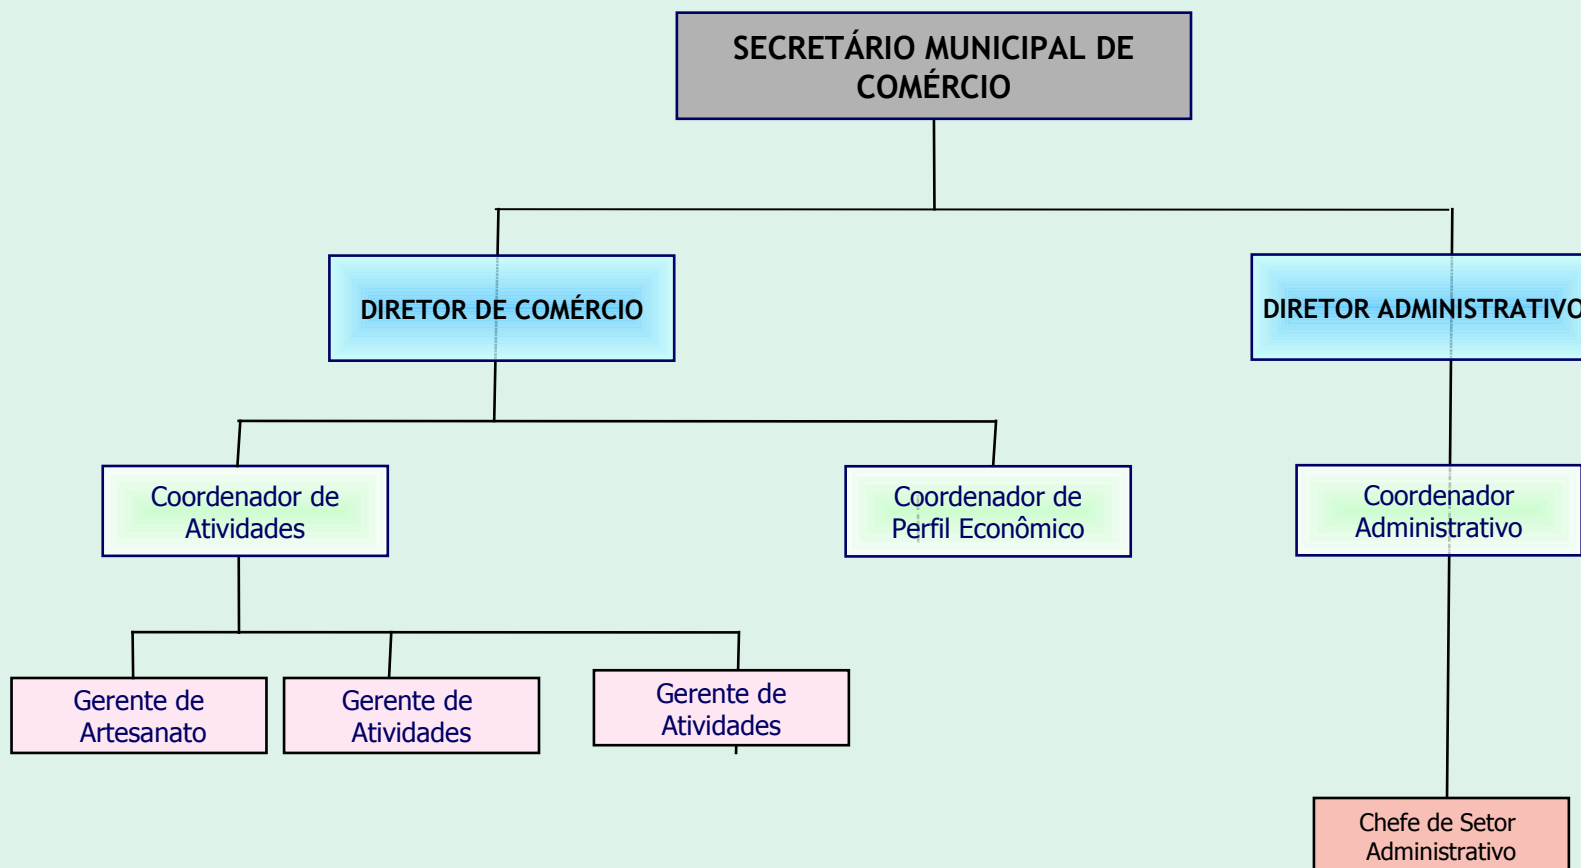 SECRETÁRIO MUNICIPAL DE
COMÉRCIO
DIRETOR DE COMÉRCIO
DIRETOR ADMINISTRATIVO
Coordenador de
Atividades
Coordenador de
Perfil Econômico
Coordenador
Administrativo
Gerente de
Artesanato
Gerente de
Atividades
Gerente de
Atividades
Chefe de Setor
Administrativo